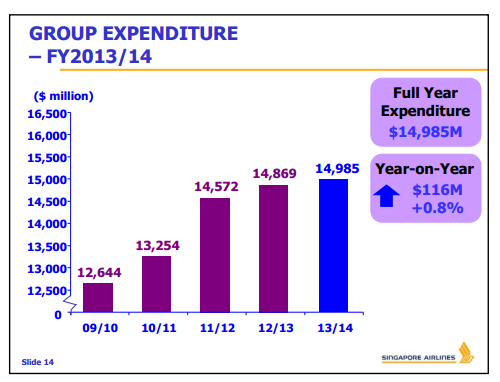 GROUP EXPENDITURE
– FY2013/14
($ million)
16,500
16,000
15,500
15,000
14,500
14,000
13,500
13,000
12,500
0
12,644
13,254
14,572
14,869
14,985
09/10
10/11
11/12
12/13
13/14
Full Year
Expenditure
$14,985M
Year-on-Year
$116M
+0.8%
Slide 14
SINGAPORE AIRLINES